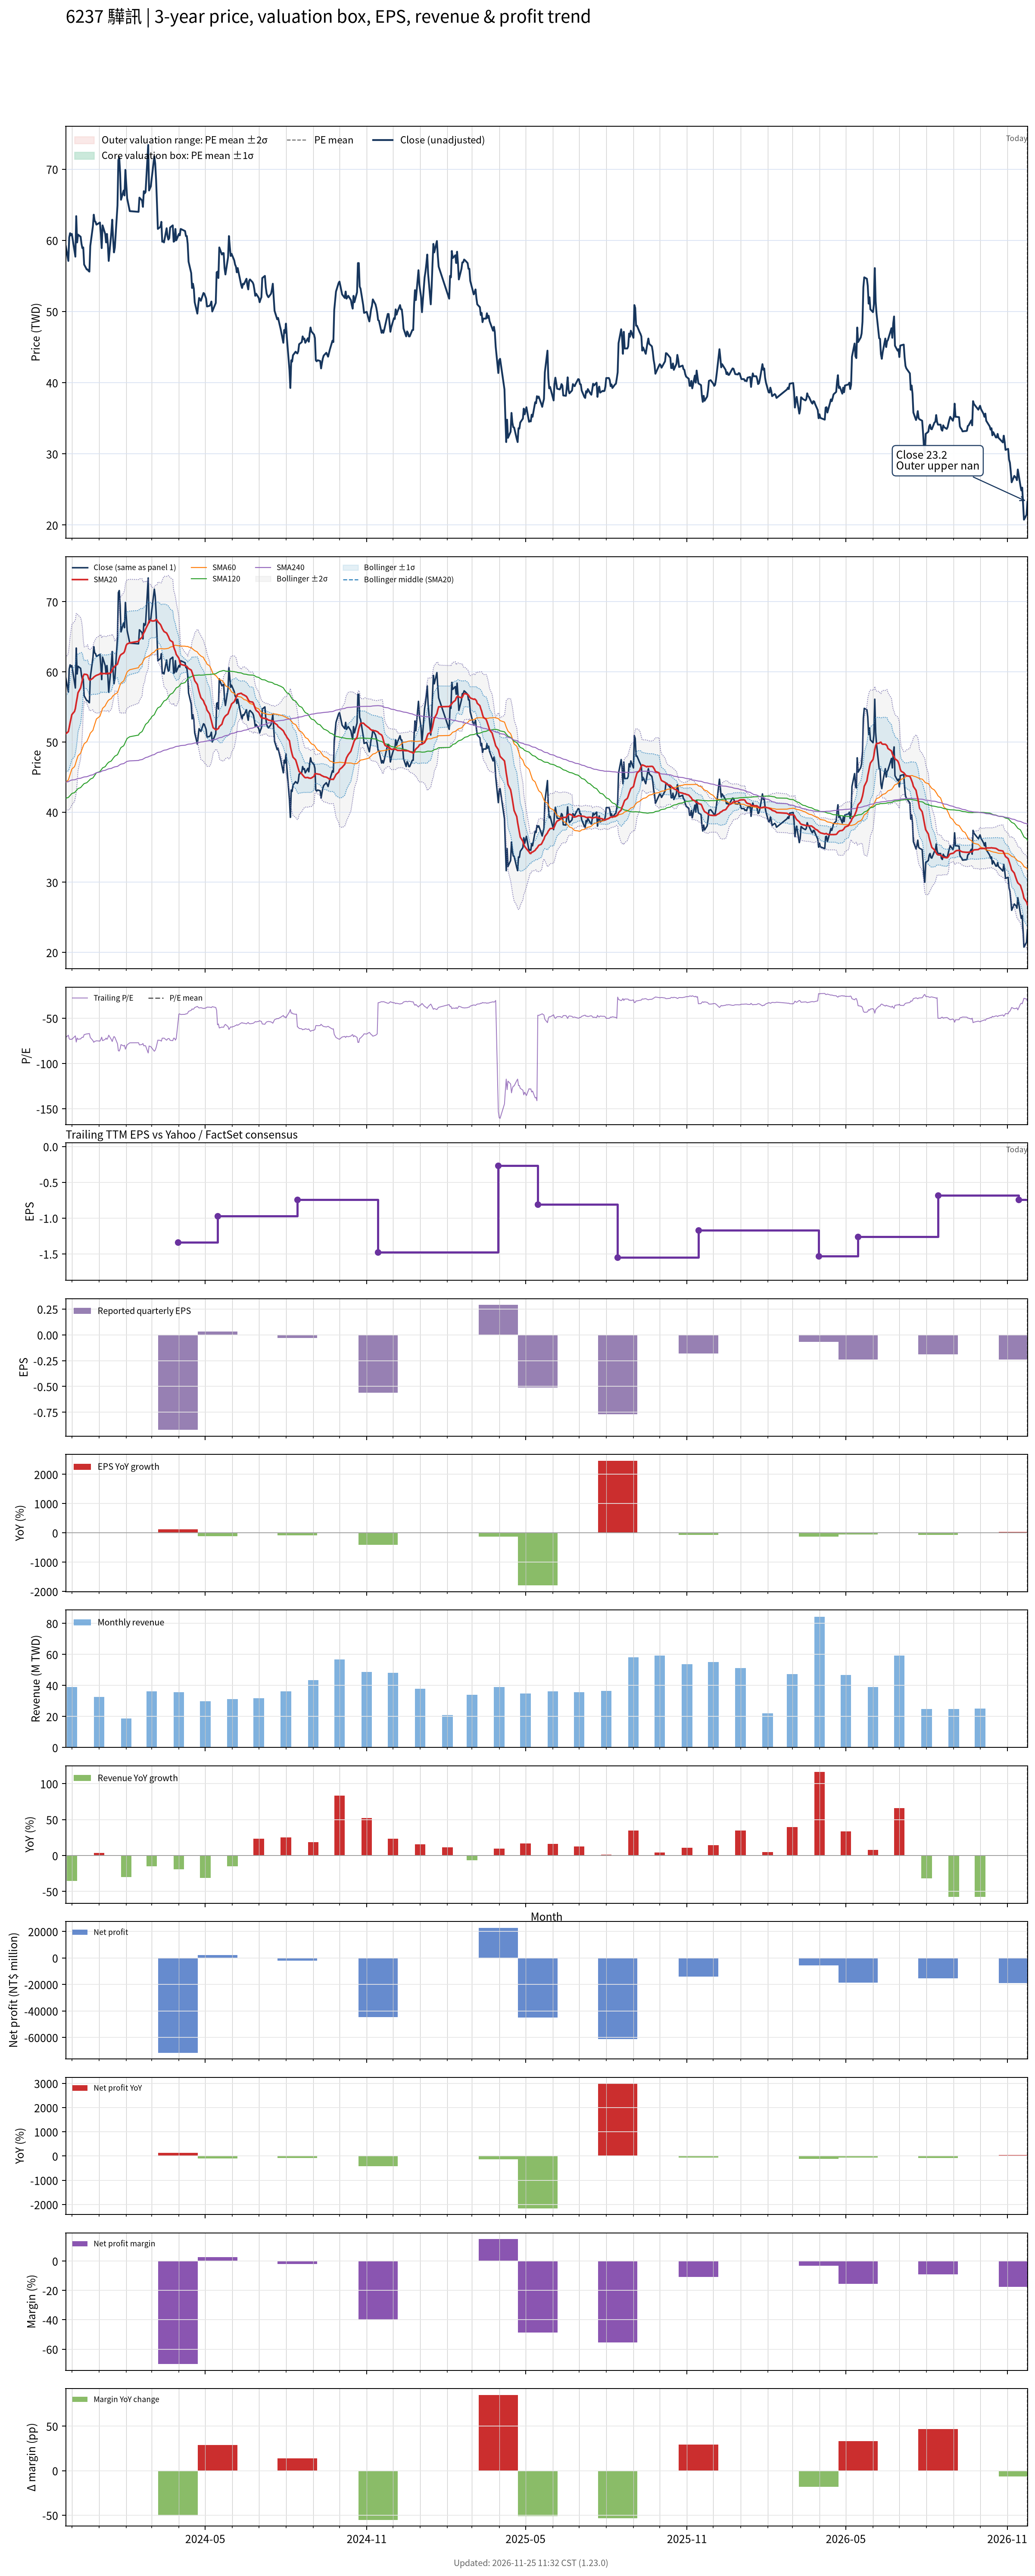 6237 驊訊 | 3-year price, valuation box, EPS, revenue & profit trend
Outer valuation range: PE mean ±2σ
Core valuation box: PE mean ±1σ
PE mean
Close (unadjusted)
Today
70
60
50
40
30
20
Price (TWD)
Close 23.2
Outer upper nan
Close (same as panel 1)
SMA20
SMA60
SMA120
SMA240
Bollinger ±2σ
Bollinger ±1σ
Bollinger middle (SMA20)
70
60
50
40
30
20
Price
Trailing P/E
P/E mean
-50
-100
-150
P/E
Trailing TTM EPS vs Yahoo / FactSet consensus
Today
0.0
-0.5
-1.0
-1.5
EPS
Reported quarterly EPS
0.25
0.00
-0.25
-0.50
-0.75
EPS
EPS YoY growth
2000
1000
0
-1000
-2000
YoY (%)
Monthly revenue
80
60
40
20
0
Revenue (M TWD)
Revenue YoY growth
100
50
0
-50
YoY (%)
Month
Net profit
20000
0
-20000
-40000
-60000
Net profit (NT$ million)
Net profit YoY
3000
2000
1000
0
-1000
-2000
YoY (%)
Net profit margin
0
-20
-40
-60
Margin (%)
Margin YoY change
50
0
-50
Δ margin (pp)
2024-05
2024-11
2025-05
2025-11
2026-05
2026-11
Updated: 2026-11-25 11:32 CST (1.23.0)